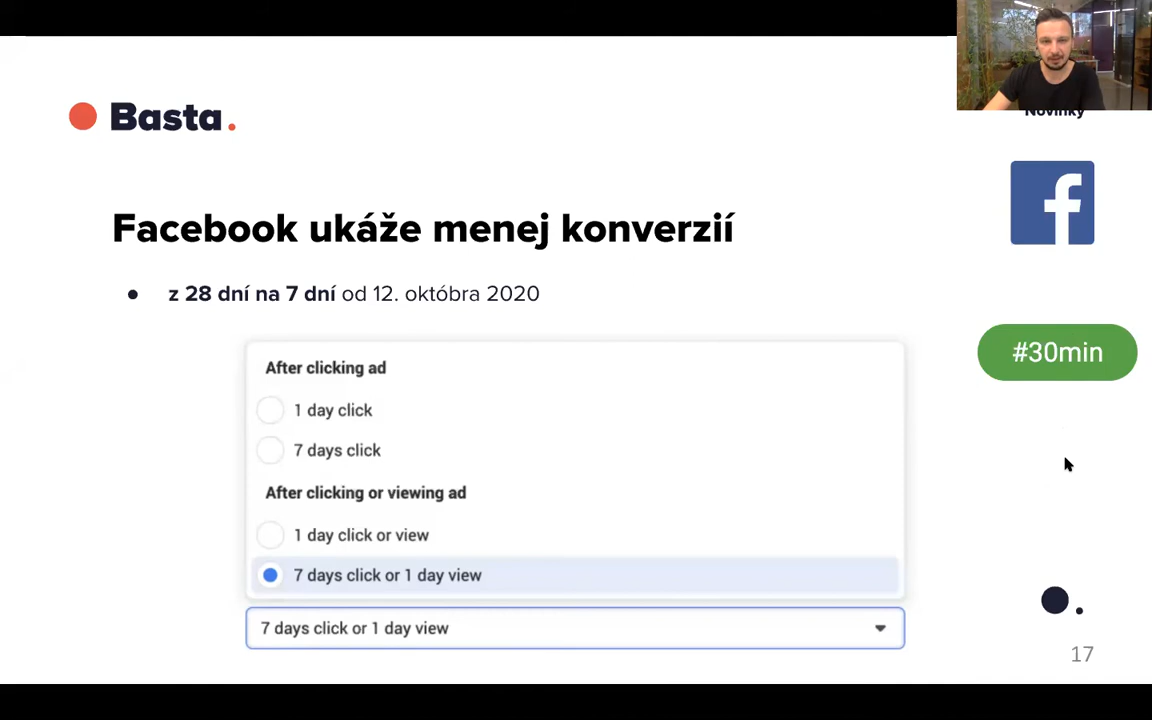 Basta.
Novinky
Facebook ukáže menej konverzií
● z 28 dní na 7 dní od 12. októbra 2020
#30min
After clicking ad
1 day click
7 days click
After clicking or viewing ad
1 day click or view
7 days click or 1 day view
7 days click or 1 day view
17